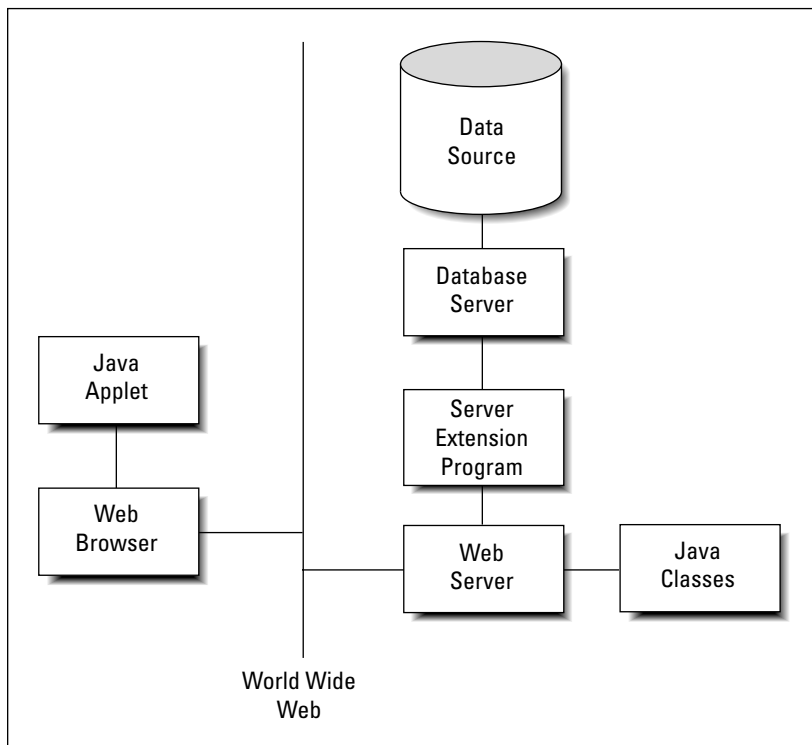 Data
Source
Database
Server
Java
Applet
Server
Extension
Program
Web
Browser
Web
Server
Java
Classes
World Wide
Web